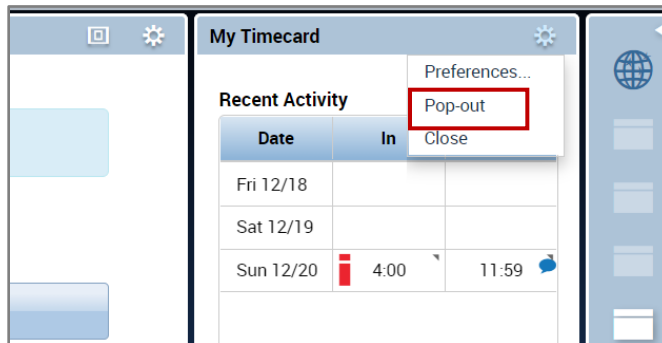 My Timecard
Preferences...
Recent Activity
Pop-out
Date In
Close
Fri 12/18
Sat 12/19
Sun 12/20 4:00 11:59